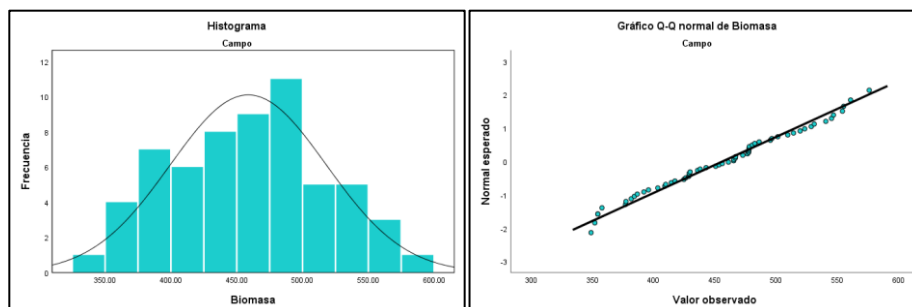 Histograma
Campo
Frecuencia
12
10
8
6
4
2
0
350.00 400.00 450.00 500.00 550.00 600.00
Biomasa
Gráfico Q-Q normal de Biomasa
Campo
Normal esperado
3
2
1
0
-1
-2
-3
300 350 400 450 500 550 600
Valor observado